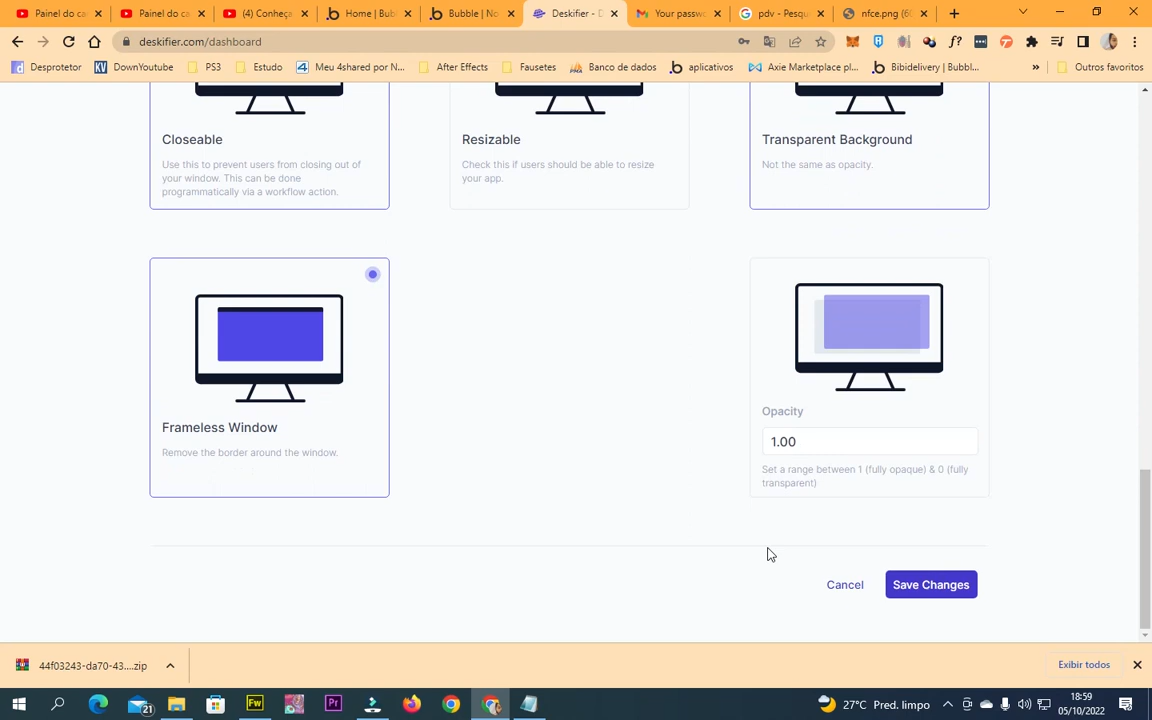 Painel do ca
Painel do ca
(4) Conheça
Home | Bub
Bubble | No
Deskifier - D
Your passw
pdv - Pesqu
nfce.png (60
deskifier.com/dashboard
Desprotetor
DownYoutube
PS3
Estudo
Meu 4shared por N...
After Effects
Fausetes
Banco de dados
aplicativos
Axie Marketplace pl...
Bibidelivery | Bubbl...
Outros favoritos
Closeable
Use this to prevent users from closing out of
your window. This can be done
programmatically via a workflow action.
Resizable
Check this if users should be able to resize
your app.
Transparent Background
Not the same as opacity.
Frameless Window
Remove the border around the window.
Opacity
1.00
Set a range between 1 (fully opaque) & 0 (fully
transparent)
Cancel
Save Changes
44f03243-da70-43....zip
Exibir todos
21
Fw
Pr
27°C Pred. limpo
18:59
05/10/2022